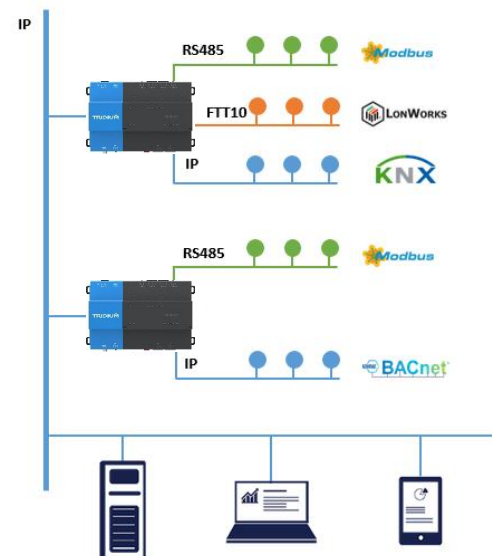 IP
RS485
Modbus
FTT10
LONWORKS
IP
KNX
RS485
Modbus
IP
BACnet